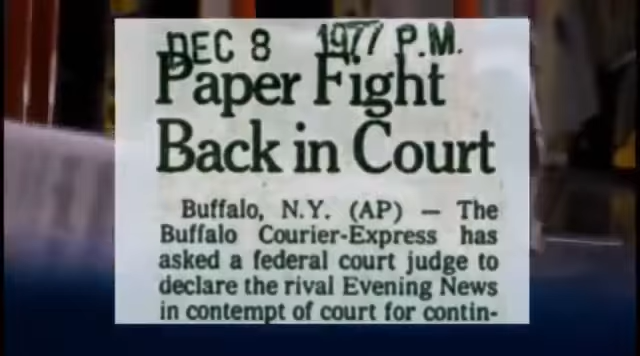 DEC 8 1977 P.M.
Paper Fight
Back in Court
Buffalo, N.Y. (AP) — The
Buffalo Courier-Express has
asked a federal court judge to
declare the rival Evening News
in contempt of court for contin-